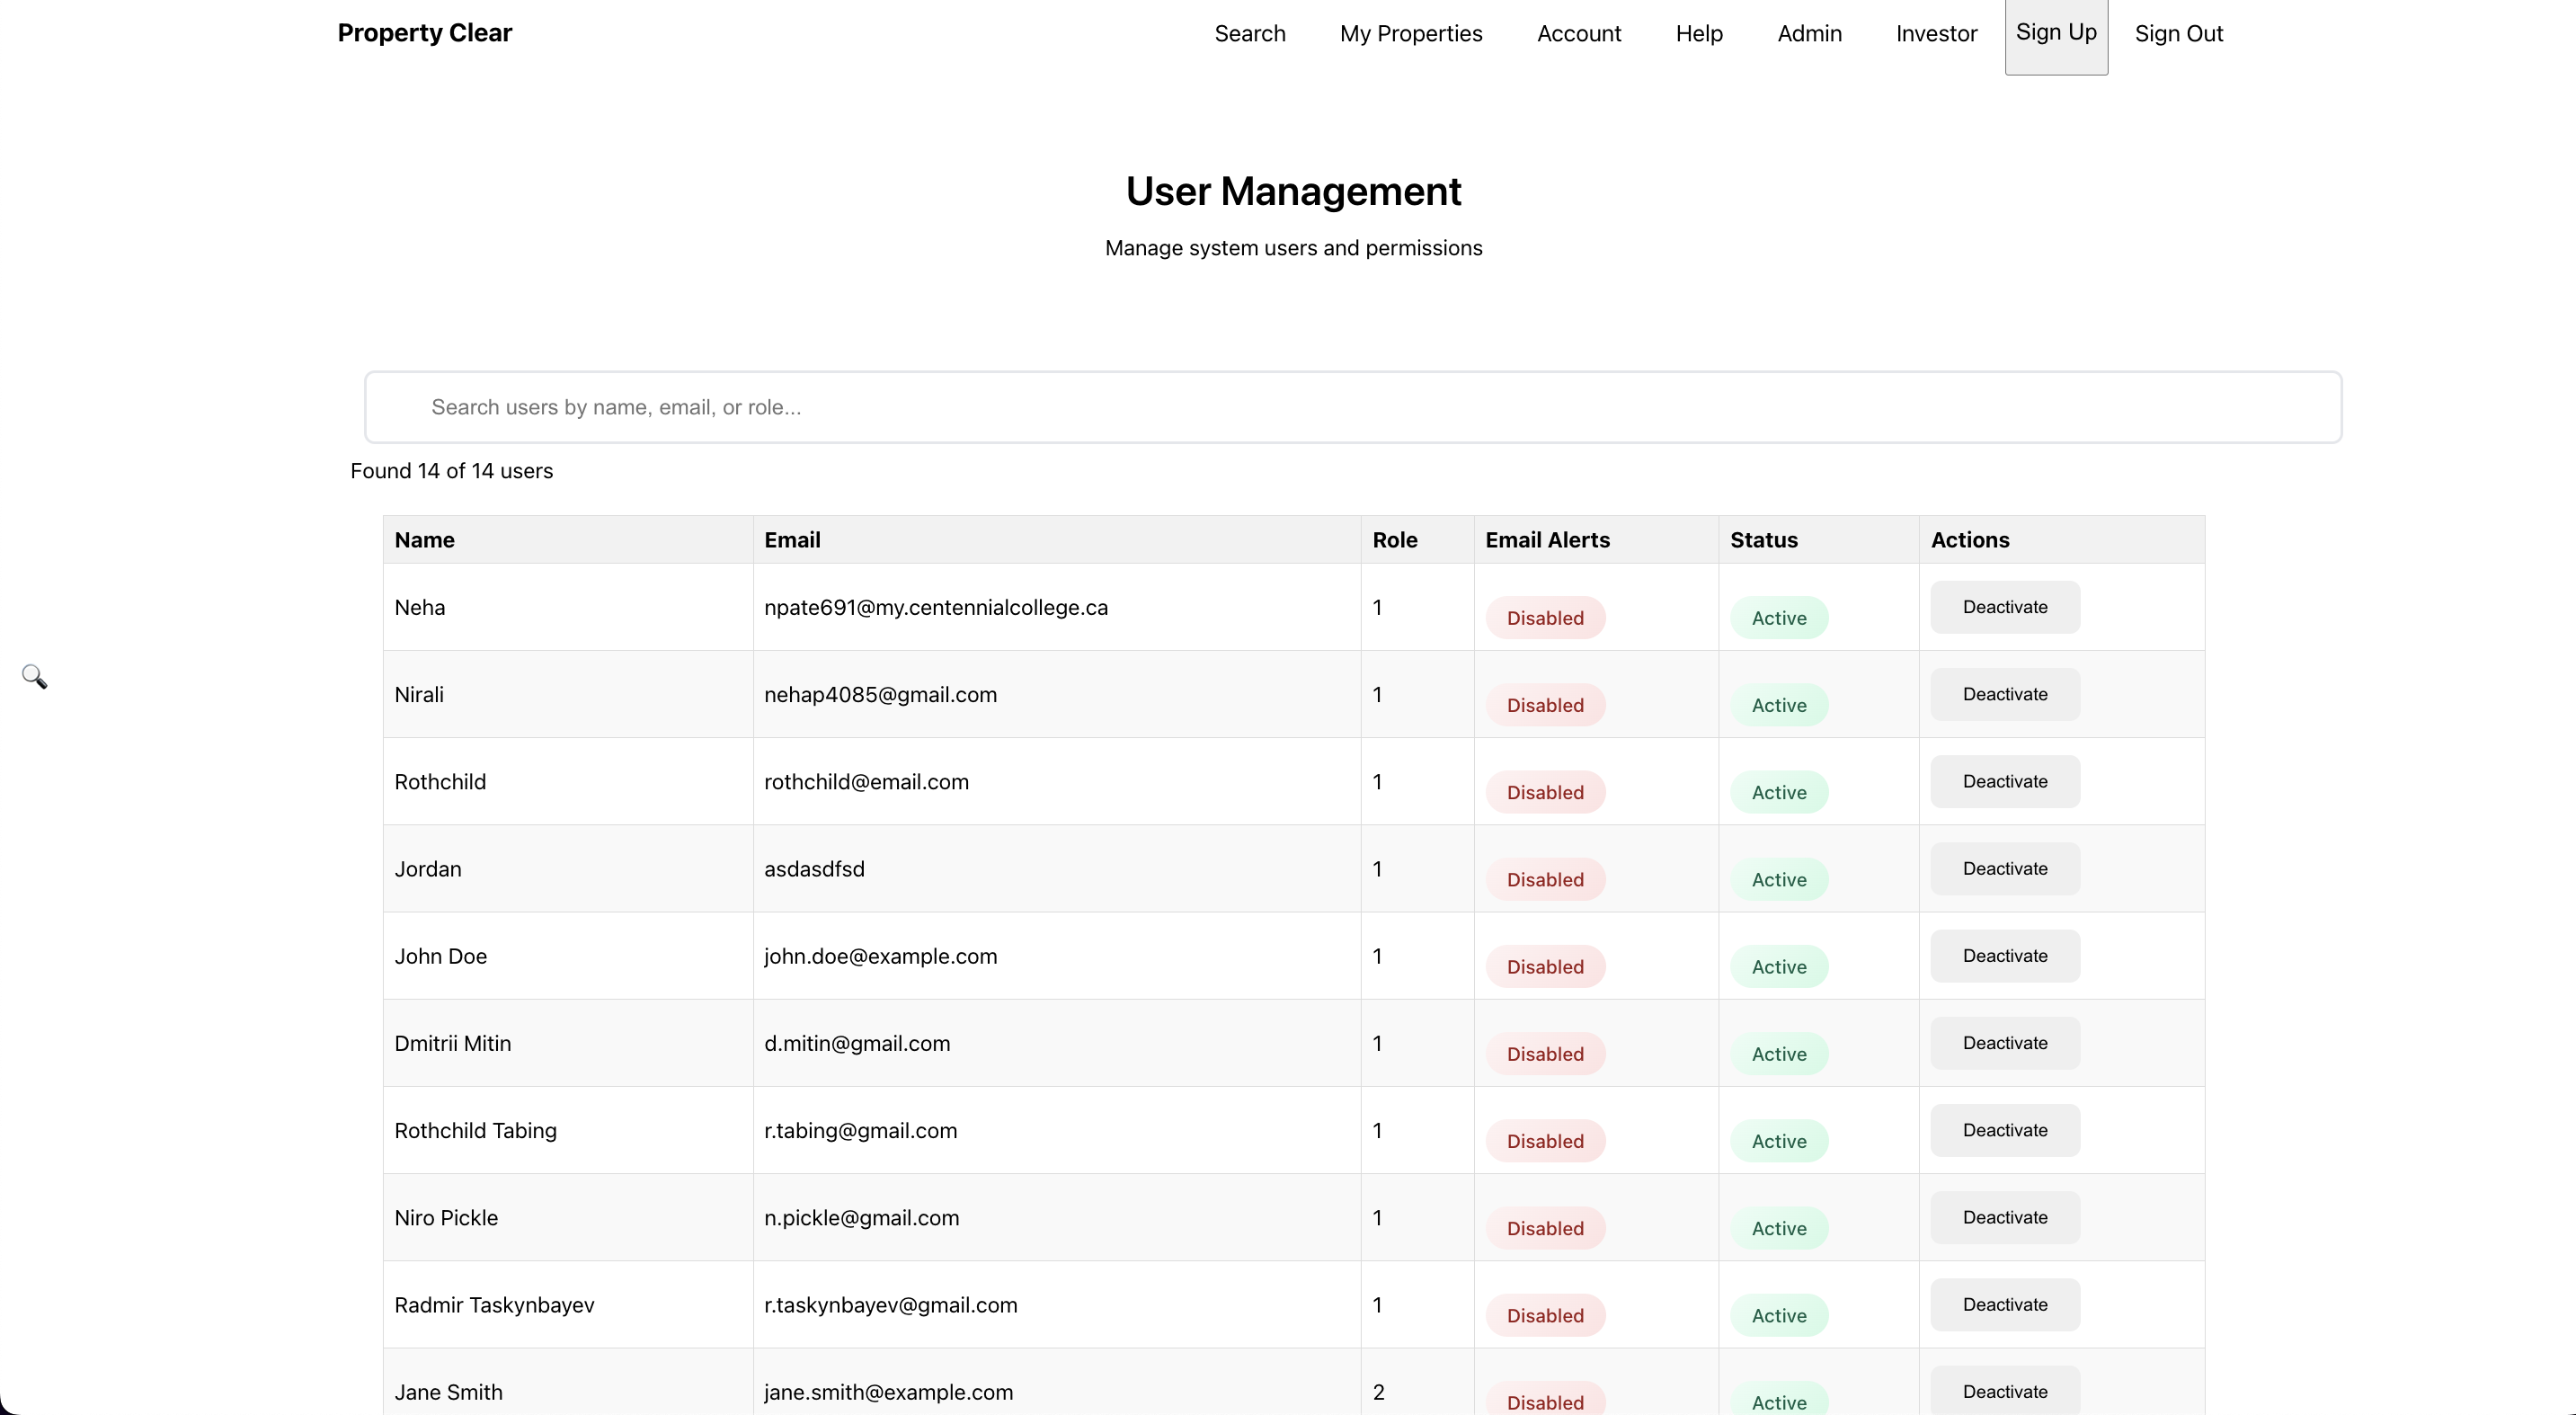 Property Clear
Search My Properties Account Help Admin Investor Sign Up Sign Out
User Management
Manage system users and permissions
Search users by name, email, or role...
Found 14 of 14 users
Name Email Role Email Alerts Status Actions
Neha npate691@my.centennialcollege.ca 1 Disabled Active Deactivate
Nirali nehap4085@gmail.com 1 Disabled Active Deactivate
Rothchild rothchild@email.com 1 Disabled Active Deactivate
Jordan asdasdfsd 1 Disabled Active Deactivate
John Doe john.doe@example.com 1 Disabled Active Deactivate
Dmitrii Mitin d.mitin@gmail.com 1 Disabled Active Deactivate
Rothchild Tabing r.tabing@gmail.com 1 Disabled Active Deactivate
Niro Pickle n.pickle@gmail.com 1 Disabled Active Deactivate
Radmir Taskynbayev r.taskynbayev@gmail.com 1 Disabled Active Deactivate
Jane Smith jane.smith@example.com 2 Disabled Active Deactivate